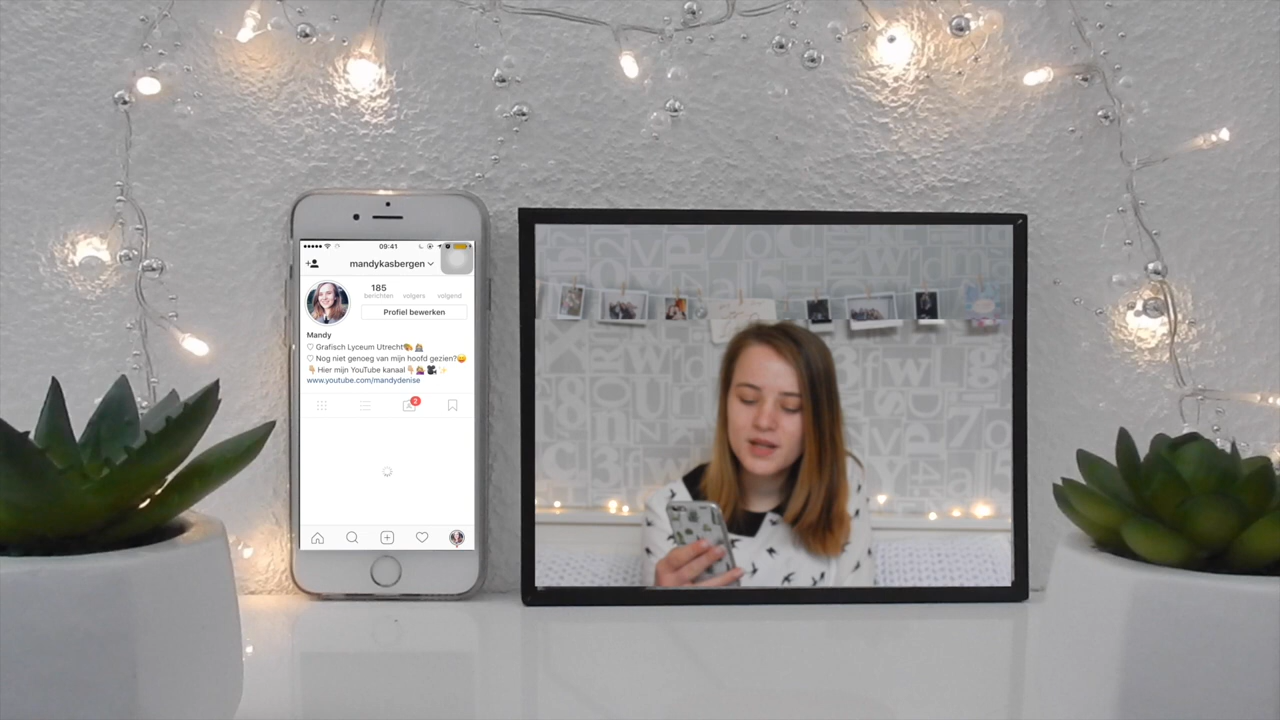 09:41
mandykasbergen
185
berichten volgers volgend
Profiel bewerken
Mandy
♡ Grafisch Lyceum Utrecht🎨👩🏼‍🎓
♡ Nog niet genoeg van mijn hoofd gezien?😄
👇🏼Hier mijn YouTube kanaal👇🏼💁🏼🎥✨
www.youtube.com/mandydenise
2